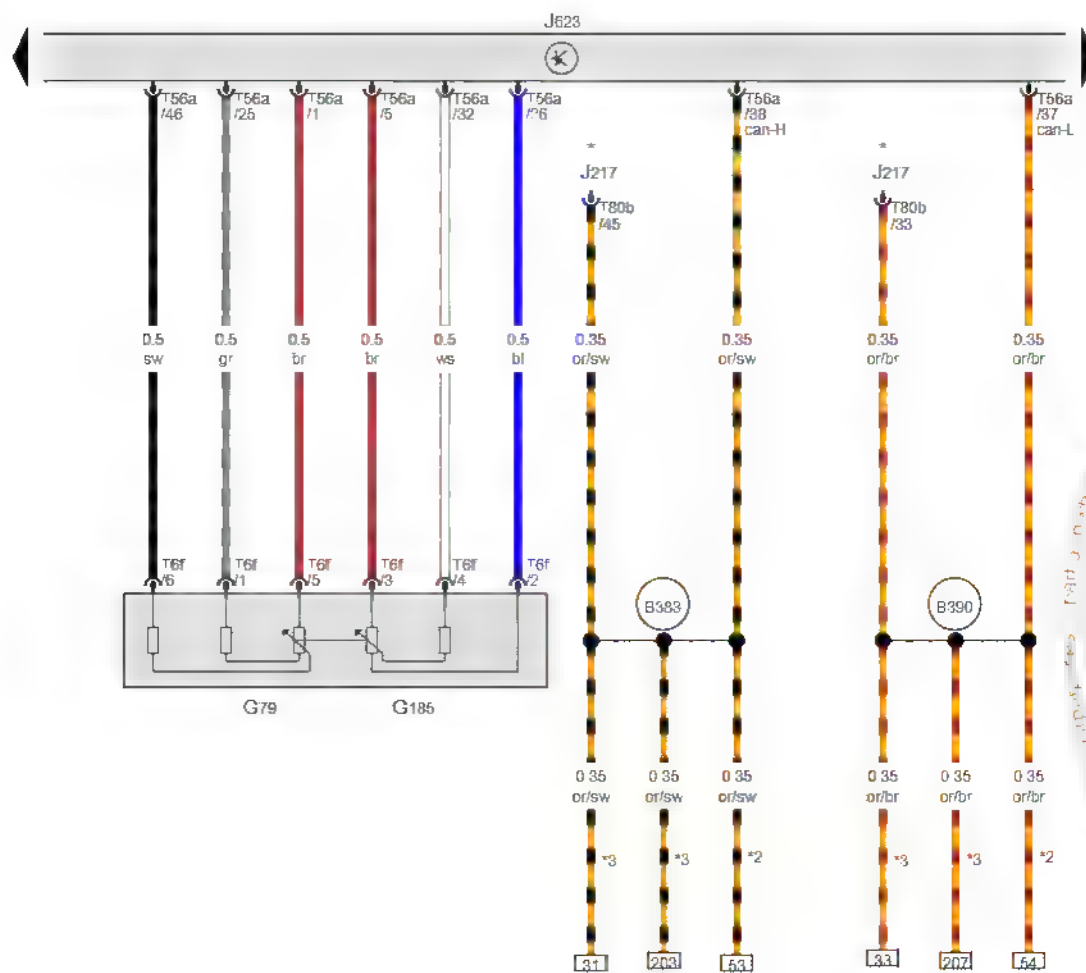 J623
T56a /46
T56a /25
T56a /1
T56a /5
T56a /32
T56a /26
T56a /38 can-H
T56a /37 can-L
*
J217
T80b /45
*
J217
T80b /33
0.5 sw
0.5 gr
0.5 br
0.5 br
0.5 ws
0.5 bl
0.35 or/sw
0.35 or/sw
0.35 or/br
0.35 or/br
T6f /6
T6f /1
T6f /5
T6f /3
T6f /4
T6f /2
B383
B390
G79
G185
0.35 or/sw
0.35 or/sw
0.35 or/sw
0.35 or/br
0.35 or/br
0.35 or/br
*3
*3
*2
*3
*3
*2
31
203
53
33
207
54